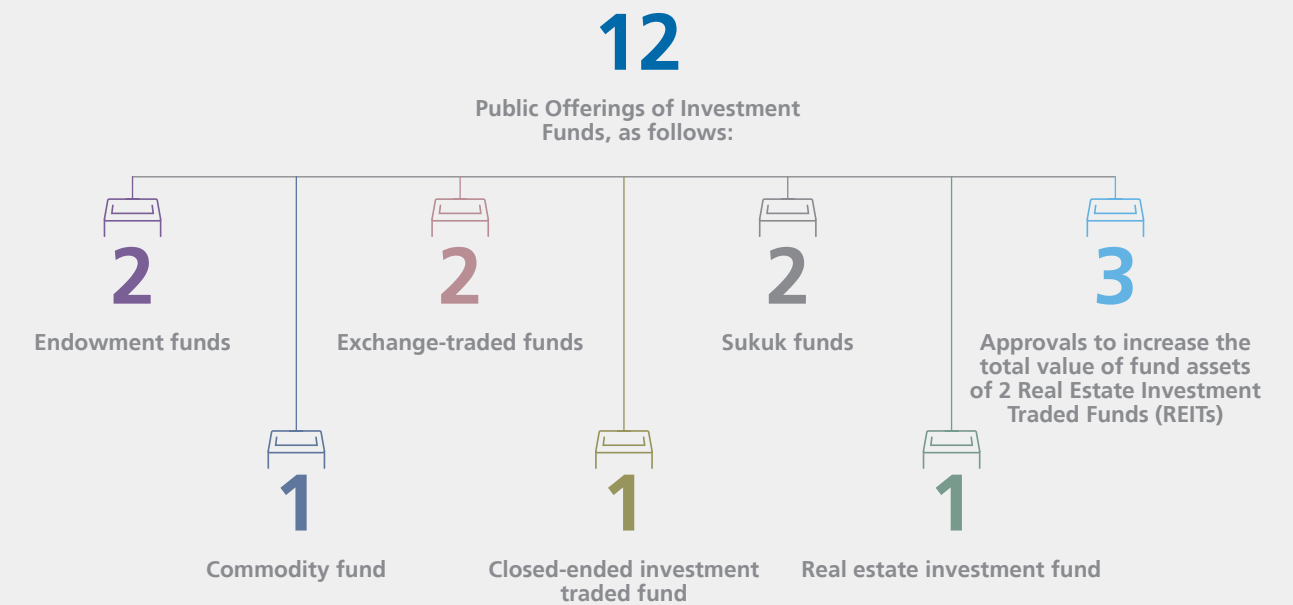 12
Public Offerings of Investment
Funds, as follows:
2
Endowment funds
1
Commodity fund
2
Exchange-traded funds
1
Closed-ended investment
traded fund
2
Sukuk funds
1
Real estate investment fund
3
Approvals to increase the
total value of fund assets
of 2 Real Estate Investment
Traded Funds (REITs)